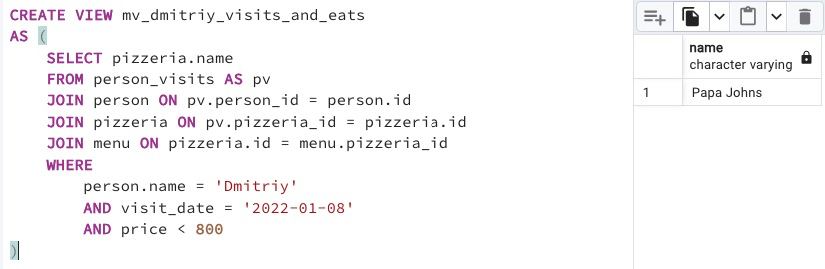 CREATE VIEW mv_dmitriy_visits_and_eats
AS (
    SELECT pizzeria.name
    FROM person_visits AS pv
    JOIN person ON pv.person_id = person.id
    JOIN pizzeria ON pv.pizzeria_id = pizzeria.id
    JOIN menu ON pizzeria.id = menu.pizzeria_id
    WHERE
        person.name = 'Dmitriy'
        AND visit_date = '2022-01-08'
        AND price < 800
)
name
character varying
1 Papa Johns